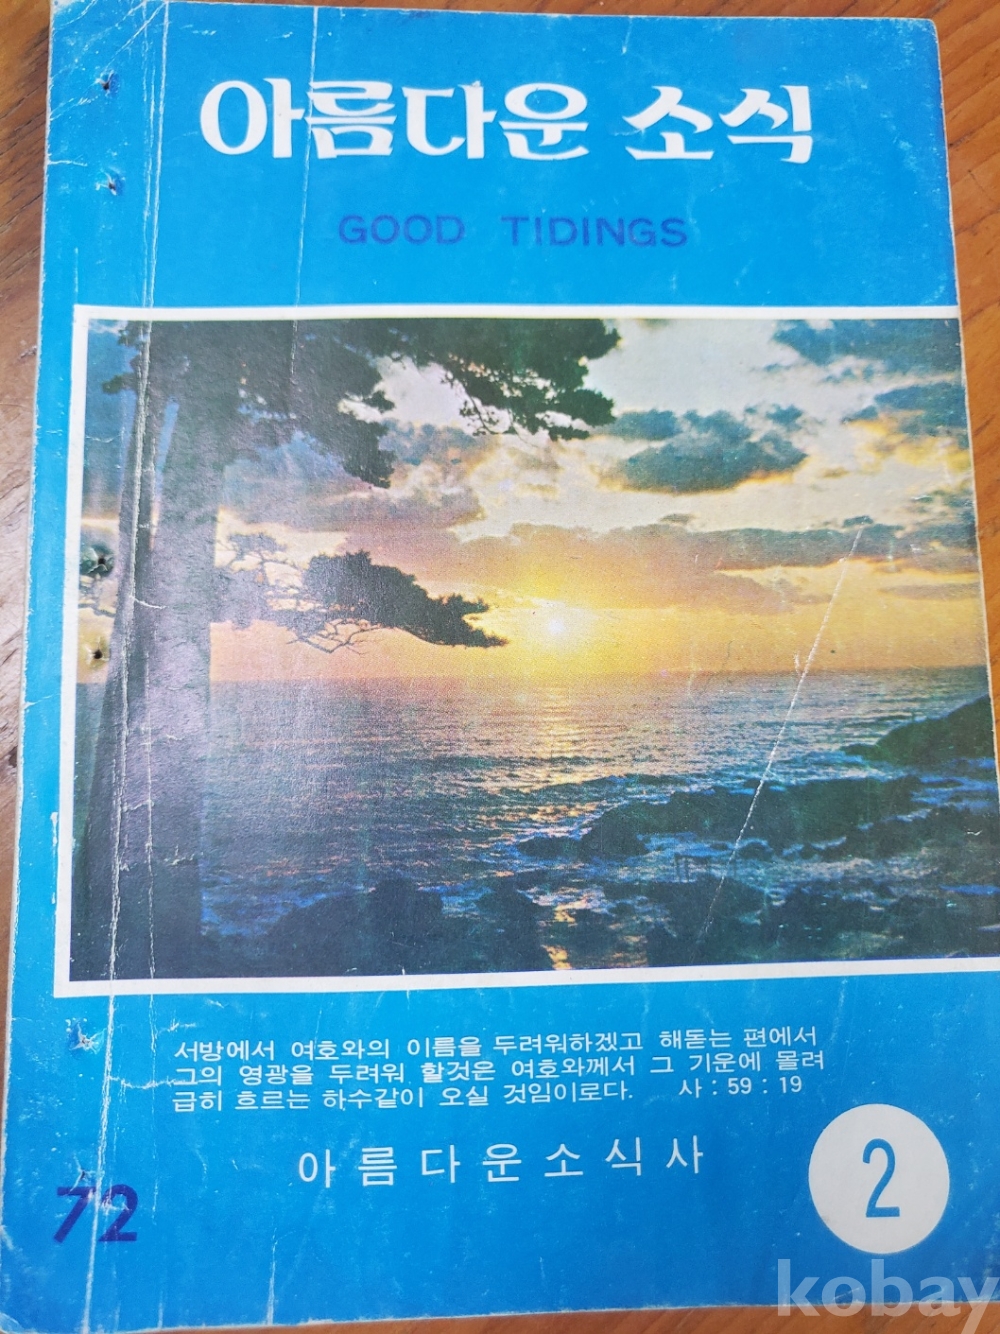 아름다운 소식
GOOD TIDINGS
서방에서 여호와의 이름을 두려워하겠고 해돋는 편에서
그의 영광을 두려워 할것은 여호와께서 그 기운에 몰려
급히 흐르는 하수같이 오실 것임이로다. 사 : 59 : 19
아름다운소식사
72
2
kobay